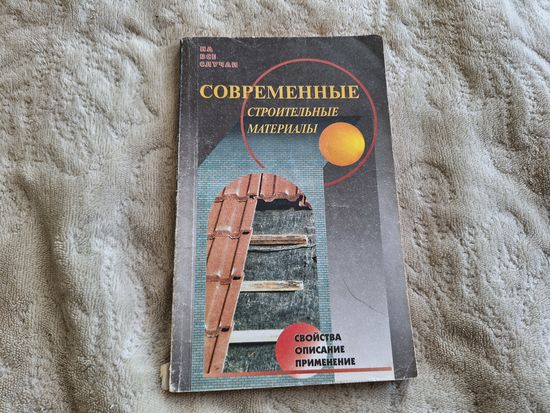 НА
ВСЕ
СЛУЧАИ
СОВРЕМЕННЫЕ
СТРОИТЕЛЬНЫЕ
МАТЕРИАЛЫ
СВОЙСТВА
ОПИСАНИЕ
ПРИМЕНЕНИЕ